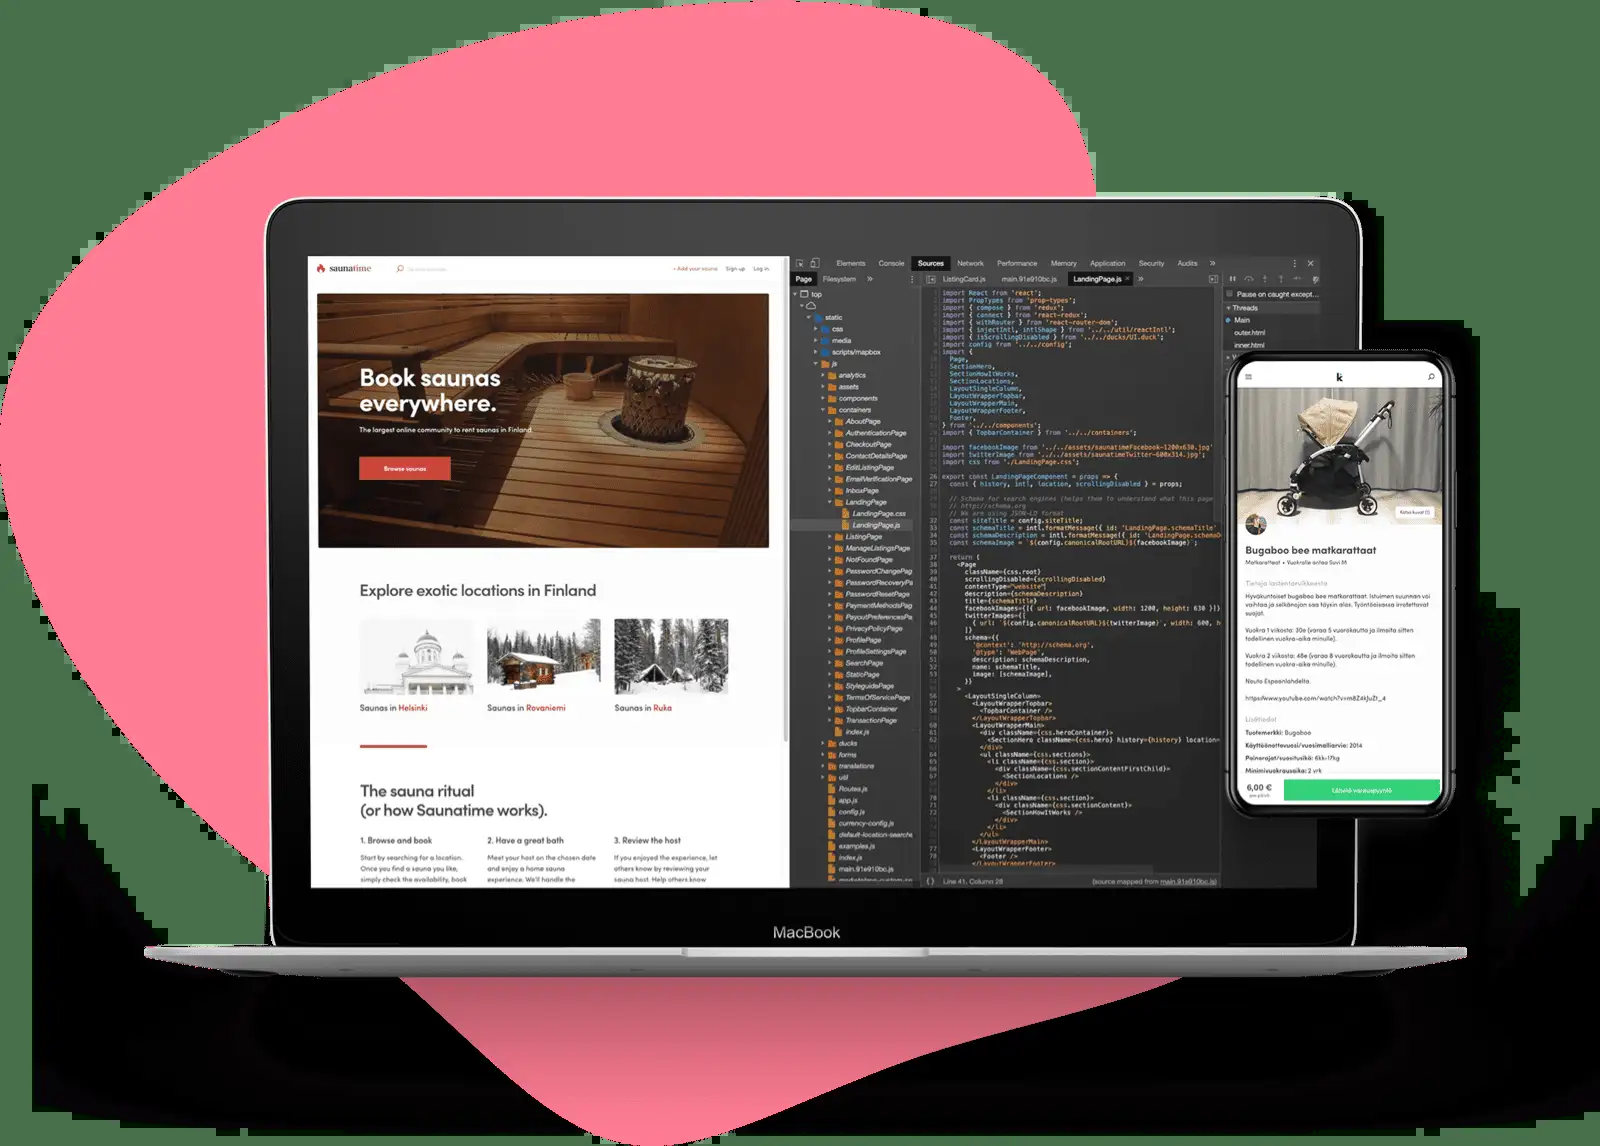 saunatime
+ Add your sauna Sign up Log in
Book saunas
everywhere.
The largest online community to rent saunas in Finland.
Browse saunas
Explore exotic locations in Finland
Saunas in Helsinki
Saunas in Rovaniemi
Saunas in Ruka
The sauna ritual
(or how Saunatime works).
1. Browse and book
Start by searching for a location.
Once you find a sauna you like,
simply check the availability, book
2. Have a great bath
Meet your host on the chosen date
and enjoy a home sauna
experience. We'll handle the
3. Review the host
If you enjoyed the experience, let
others know by reviewing your
sauna host. Help others know
Elements Console Sources Network Performance Memory Application Security Audits »
Page Filesystem »
ListingCard.js main.91e910bc.js LandingPage.js × »
top
static
css
media
scripts/mapbox
js
analytics
assets
components
containers
AboutPage
AuthenticationPage
CheckoutPage
ContactDetailsPage
EditListingPage
EmailVerificationPage
InboxPage
LandingPage
LandingPage.css
LandingPage.js
ListingPage
ManageListingsPage
NotFoundPage
PasswordChangePag
PasswordRecoveryPa
PasswordResetPage
PaymentMethodsPag
PayoutPreferencesPa
PrivacyPolicyPage
ProfilePage
ProfileSettingsPage
SearchPage
StaticPage
StyleguidePage
TermsOfServicePage
TopbarContainer
TransactionPage
index.js
ducks
forms
translations
util
Routes.js
app.js
config.js
currency-config.js
default-location-searche
examples.js
index.js
main.91e910bc.js
import React from 'react';
import PropTypes from 'prop-types';
import { compose } from 'redux';
import { connect } from 'react-redux';
import { withRouter } from 'react-router-dom';
import { injectIntl, intlShape } from '../../util/reactIntl';
import { isScrollingDisabled } from '../../ducks/UI.duck';
import config from '../../config';
import {
Page,
SectionHero,
SectionHowItWorks,
SectionLocations,
LayoutSingleColumn,
LayoutWrapperTopbar,
LayoutWrapperMain,
LayoutWrapperFooter,
Footer,
} from '../../components';
import { TopbarContainer } from '../../containers';
import facebookImage from '../../assets/saunatimeFacebook-1200x630.jpg'
import twitterImage from '../../assets/saunatimeTwitter-600x314.jpg';
import css from './LandingPage.css';
export const LandingPageComponent = props => {
const { history, intl, location, scrollingDisabled } = props;
// Schema for search engines (helps them to understand what this page
// http://schema.org
// We are using JSON-LD format
const siteTitle = config.siteTitle;
const schemaTitle = intl.formatMessage({ id: 'LandingPage.schemaTitle'
const schemaDescription = intl.formatMessage({ id: 'LandingPage.schemaD
const schemaImage = `${config.canonicalRootURL}${facebookImage}`;
return (
<Page
className={css.root}
scrollingDisabled={scrollingDisabled}
contentType="website"
description={schemaDescription}
title={schemaTitle}
facebookImages={[{ url: facebookImage, width: 1200, height: 630 }]}
twitterImages={[
{ url: `${config.canonicalRootURL}${twitterImage}`, width: 600, h
]}
schema={{
'@context': 'http://schema.org',
'@type': 'WebPage',
description: schemaDescription,
name: schemaTitle,
image: [schemaImage],
}}
>
<LayoutSingleColumn>
<LayoutWrapperTopbar>
<TopbarContainer />
</LayoutWrapperTopbar>
<LayoutWrapperMain>
<div className={css.heroContainer}>
<SectionHero className={css.hero} history={history} location=
</div>
<ul className={css.sections}>
<li className={css.section}>
<div className={css.sectionContentFirstChild}>
<SectionLocations />
</div>
</li>
<li className={css.section}>
<div className={css.sectionContent}>
<SectionHowItWorks />
</div>
</li>
</ul>
</LayoutWrapperMain>
<LayoutWrapperFooter>
<Footer />
</LayoutWrapperFooter>
{} Line 41, Column 28 (source mapped from main.91e910bc.js)
Pause on caught except...
Threads
Main
outer.html
inner.html
k
Katso kuvat (1)
Bugaboo bee matkarattaat
Matkarattaat • Vuokralle antaa Suvi M
Tietoja lastentarvikkeesta
Hyväkuntoiset bugaboo bee matkarattaat. Istuimen suunnan voi
vaihtaa ja selkänojan saa täysin alas. Työntöaisassa irrotettavat
suojat.
Vuokra 1 viikosta: 30e (varaa 5 vuorokautta ja ilmoita sitten
todellinen vuokra-aika minulle).
Vuokra 2 viikosta: 48e (varaa 8 vuorokautta ja ilmoita sitten
todellinen vuokra-aika minulle).
Nouto Espoonlahdelta.
Lisätiedot
Tuotemerkki: Bugaboo
Käyttöönottovuosi/vuosimalliarvio: 2014
Painorajat/vuositsikä: 6kk-17kg
Minimivuokrausaika: 2 vrk
6,00 €
Lähetä varauspyyntö
MacBook